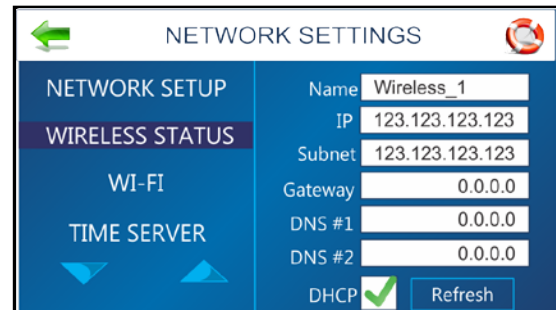 NETWORK SETTINGS
NETWORK SETUP
WIRELESS STATUS
WI-FI
TIME SERVER
Name Wireless_1
IP 123.123.123.123
Subnet 123.123.123.123
Gateway 0.0.0.0
DNS #1 0.0.0.0
DNS #2 0.0.0.0
DHCP Refresh